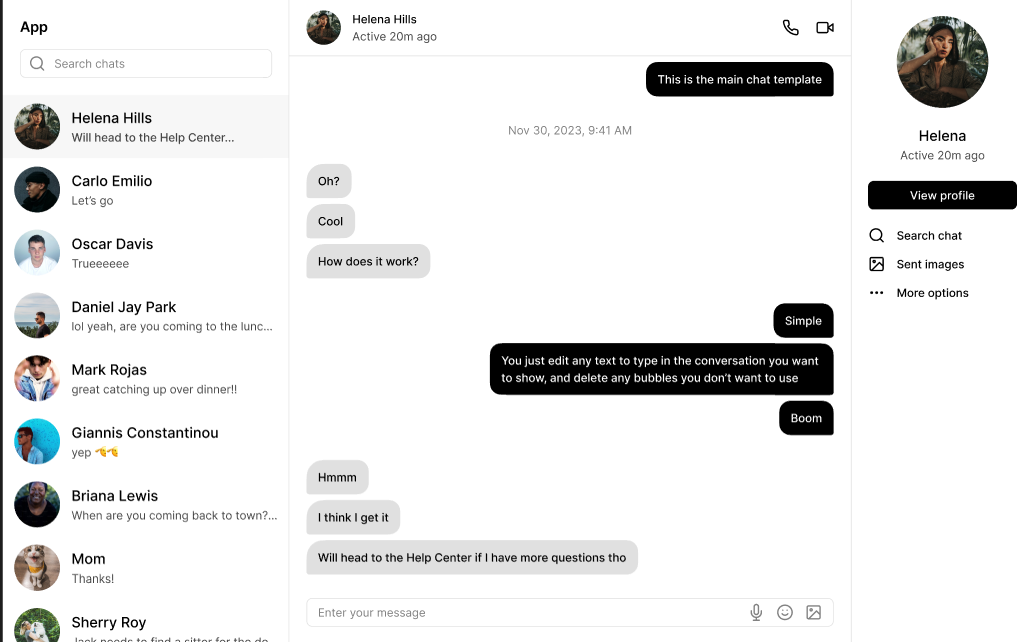 App
Search chats
Helena Hills
Will head to the Help Center...
Carlo Emilio
Let’s go
Oscar Davis
Trueeeeee
Daniel Jay Park
lol yeah, are you coming to the lunc...
Mark Rojas
great catching up over dinner!!
Giannis Constantinou
yep 🫡🫡
Briana Lewis
When are you coming back to town?...
Mom
Thanks!
Sherry Roy
Jack needs to find a sitter for the do
Helena Hills
Active 20m ago
This is the main chat template
Nov 30, 2023, 9:41 AM
Oh?
Cool
How does it work?
Simple
You just edit any text to type in the conversation you want
to show, and delete any bubbles you don’t want to use
Boom
Hmmm
I think I get it
Will head to the Help Center if I have more questions tho
Enter your message
Helena
Active 20m ago
View profile
Search chat
Sent images
More options